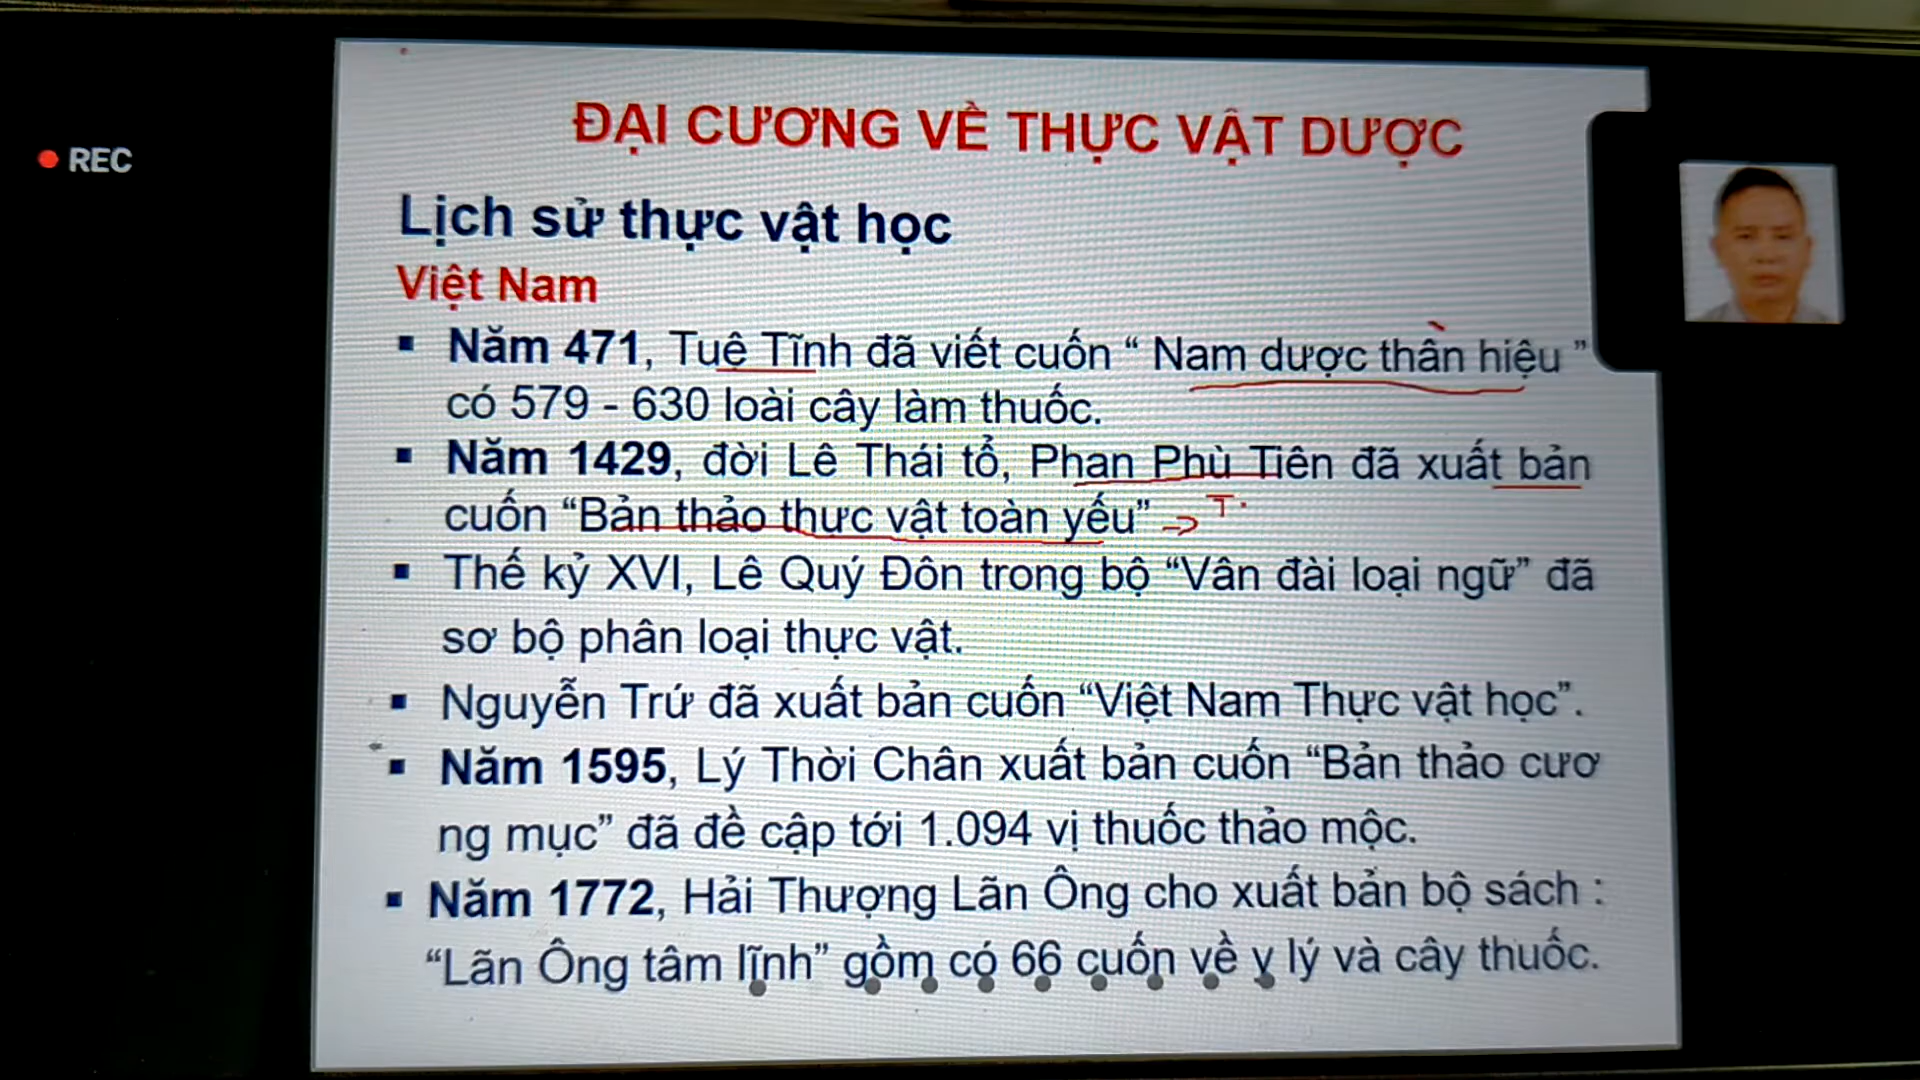 ĐẠI CƯƠNG VỀ THỰC VẬT DƯỢC
REC
Lịch sử thực vật học
Việt Nam
▪ Năm 471, Tuệ Tĩnh đã viết cuốn “ Nam dược thần hiệu ”
có 579 - 630 loài cây làm thuốc.
▪ Năm 1429, đời Lê Thái tổ, Phan Phù Tiên đã xuất bản
cuốn “Bản thảo thực vật toàn yếu” -> T.
▪ Thế kỷ XVI, Lê Quý Đôn trong bộ “Vân đài loại ngữ” đã
sơ bộ phân loại thực vật.
▪ Nguyễn Trứ đã xuất bản cuốn “Việt Nam Thực vật học”.
▪ Năm 1595, Lý Thời Chân xuất bản cuốn “Bản thảo cươ
ng mục” đã đề cập tới 1.094 vị thuốc thảo mộc.
▪ Năm 1772, Hải Thượng Lãn Ông cho xuất bản bộ sách :
“Lãn Ông tâm lĩnh” gồm có 66 cuốn về y lý và cây thuốc.